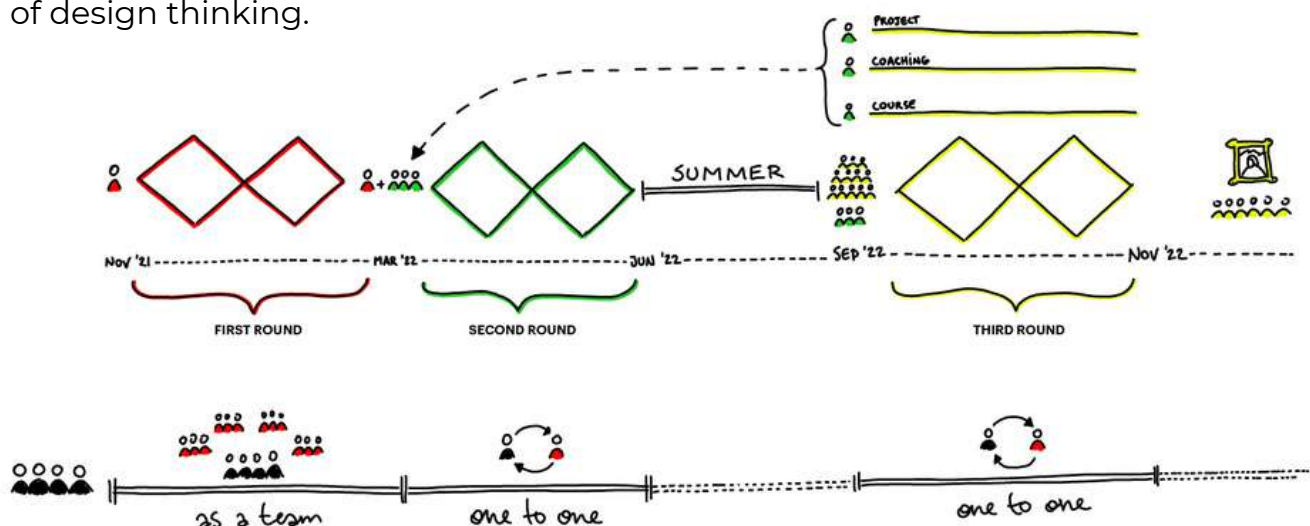 of design thinking.
PROJECT
COACHING
COURSE
SUMMER
NOV '21
MAR '22
JUN '22
SEP '22
NOV '22
FIRST ROUND
SECOND ROUND
THIRD ROUND
as a team
one to one
one to one